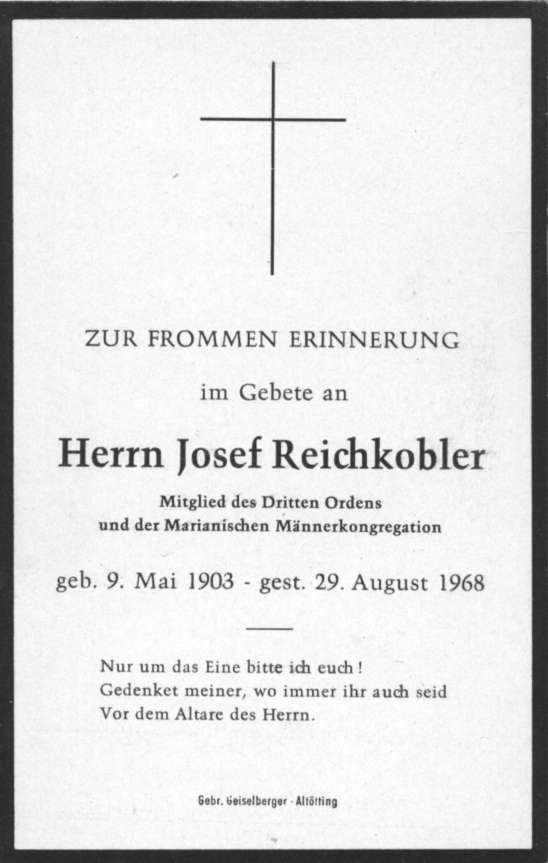 ZUR FROMMEN ERINNERUNG
im Gebete an
Herrn Josef Reichkobler
Mitglied des Dritten Ordens
und der Marianischen Männerkongregation
geb. 9. Mai 1903 - gest. 29. August 1968
Nur um das Eine bitte ich euch !
Gedenket meiner, wo immer ihr auch seid
Vor dem Altare des Herrn.
Gebr. Geiselberger · Altötting